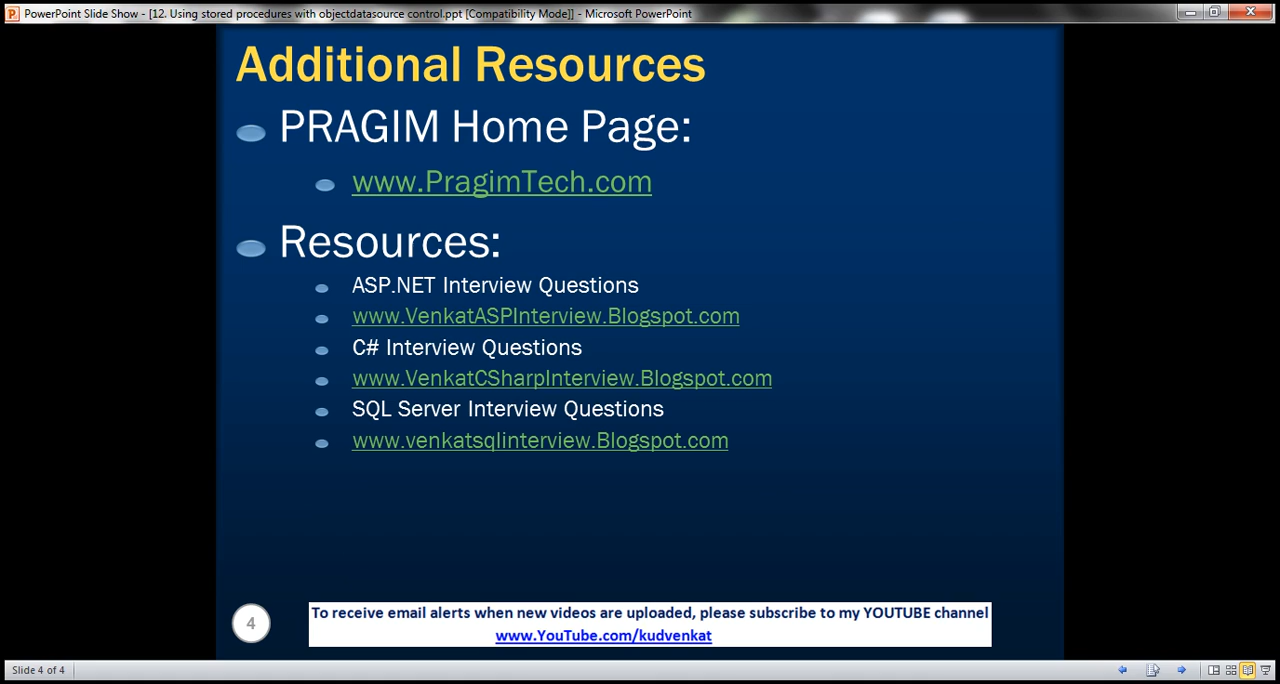 PowerPoint Slide Show - [12. Using stored procedures with objectdatasource control.ppt [Compatibility Mode]] - Microsoft PowerPoint
Additional Resources
PRAGIM Home Page:
www.PragimTech.com
Resources:
ASP.NET Interview Questions
www.VenkatASPInterview.Blogspot.com
C# Interview Questions
www.VenkatCSharpInterview.Blogspot.com
SQL Server Interview Questions
www.venkatsqlinterview.Blogspot.com
4
To receive email alerts when new videos are uploaded, please subscribe to my YOUTUBE channel
www.YouTube.com/kudvenkat
Slide 4 of 4